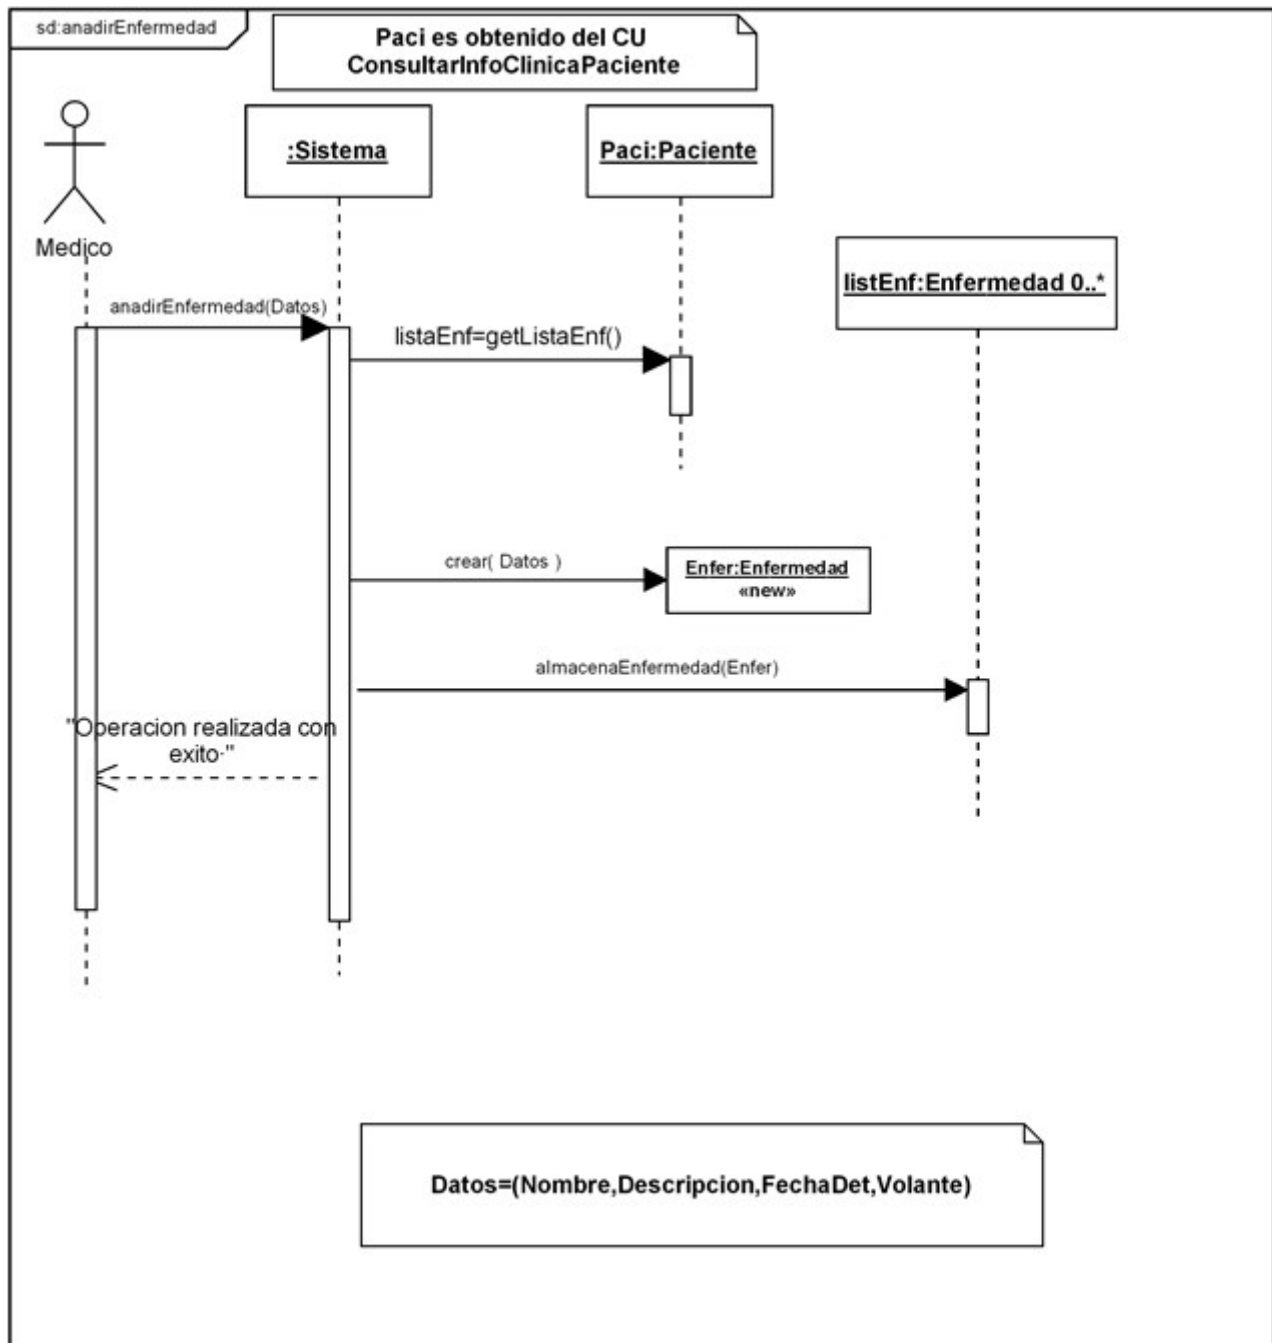 sd:anadirEnfermedad
Paci es obtenido del CU
ConsultarInfoClinicaPaciente
:Sistema
Paci:Paciente
Medico
listEnf:Enfermedad 0..*
anadirEnfermedad(Datos)
listaEnf=getListaEnf()
crear( Datos )
Enfer:Enfermedad
«new»
almacenaEnfermedad(Enfer)
"Operacion realizada con
exito·"
Datos=(Nombre,Descripcion,FechaDet,Volante)